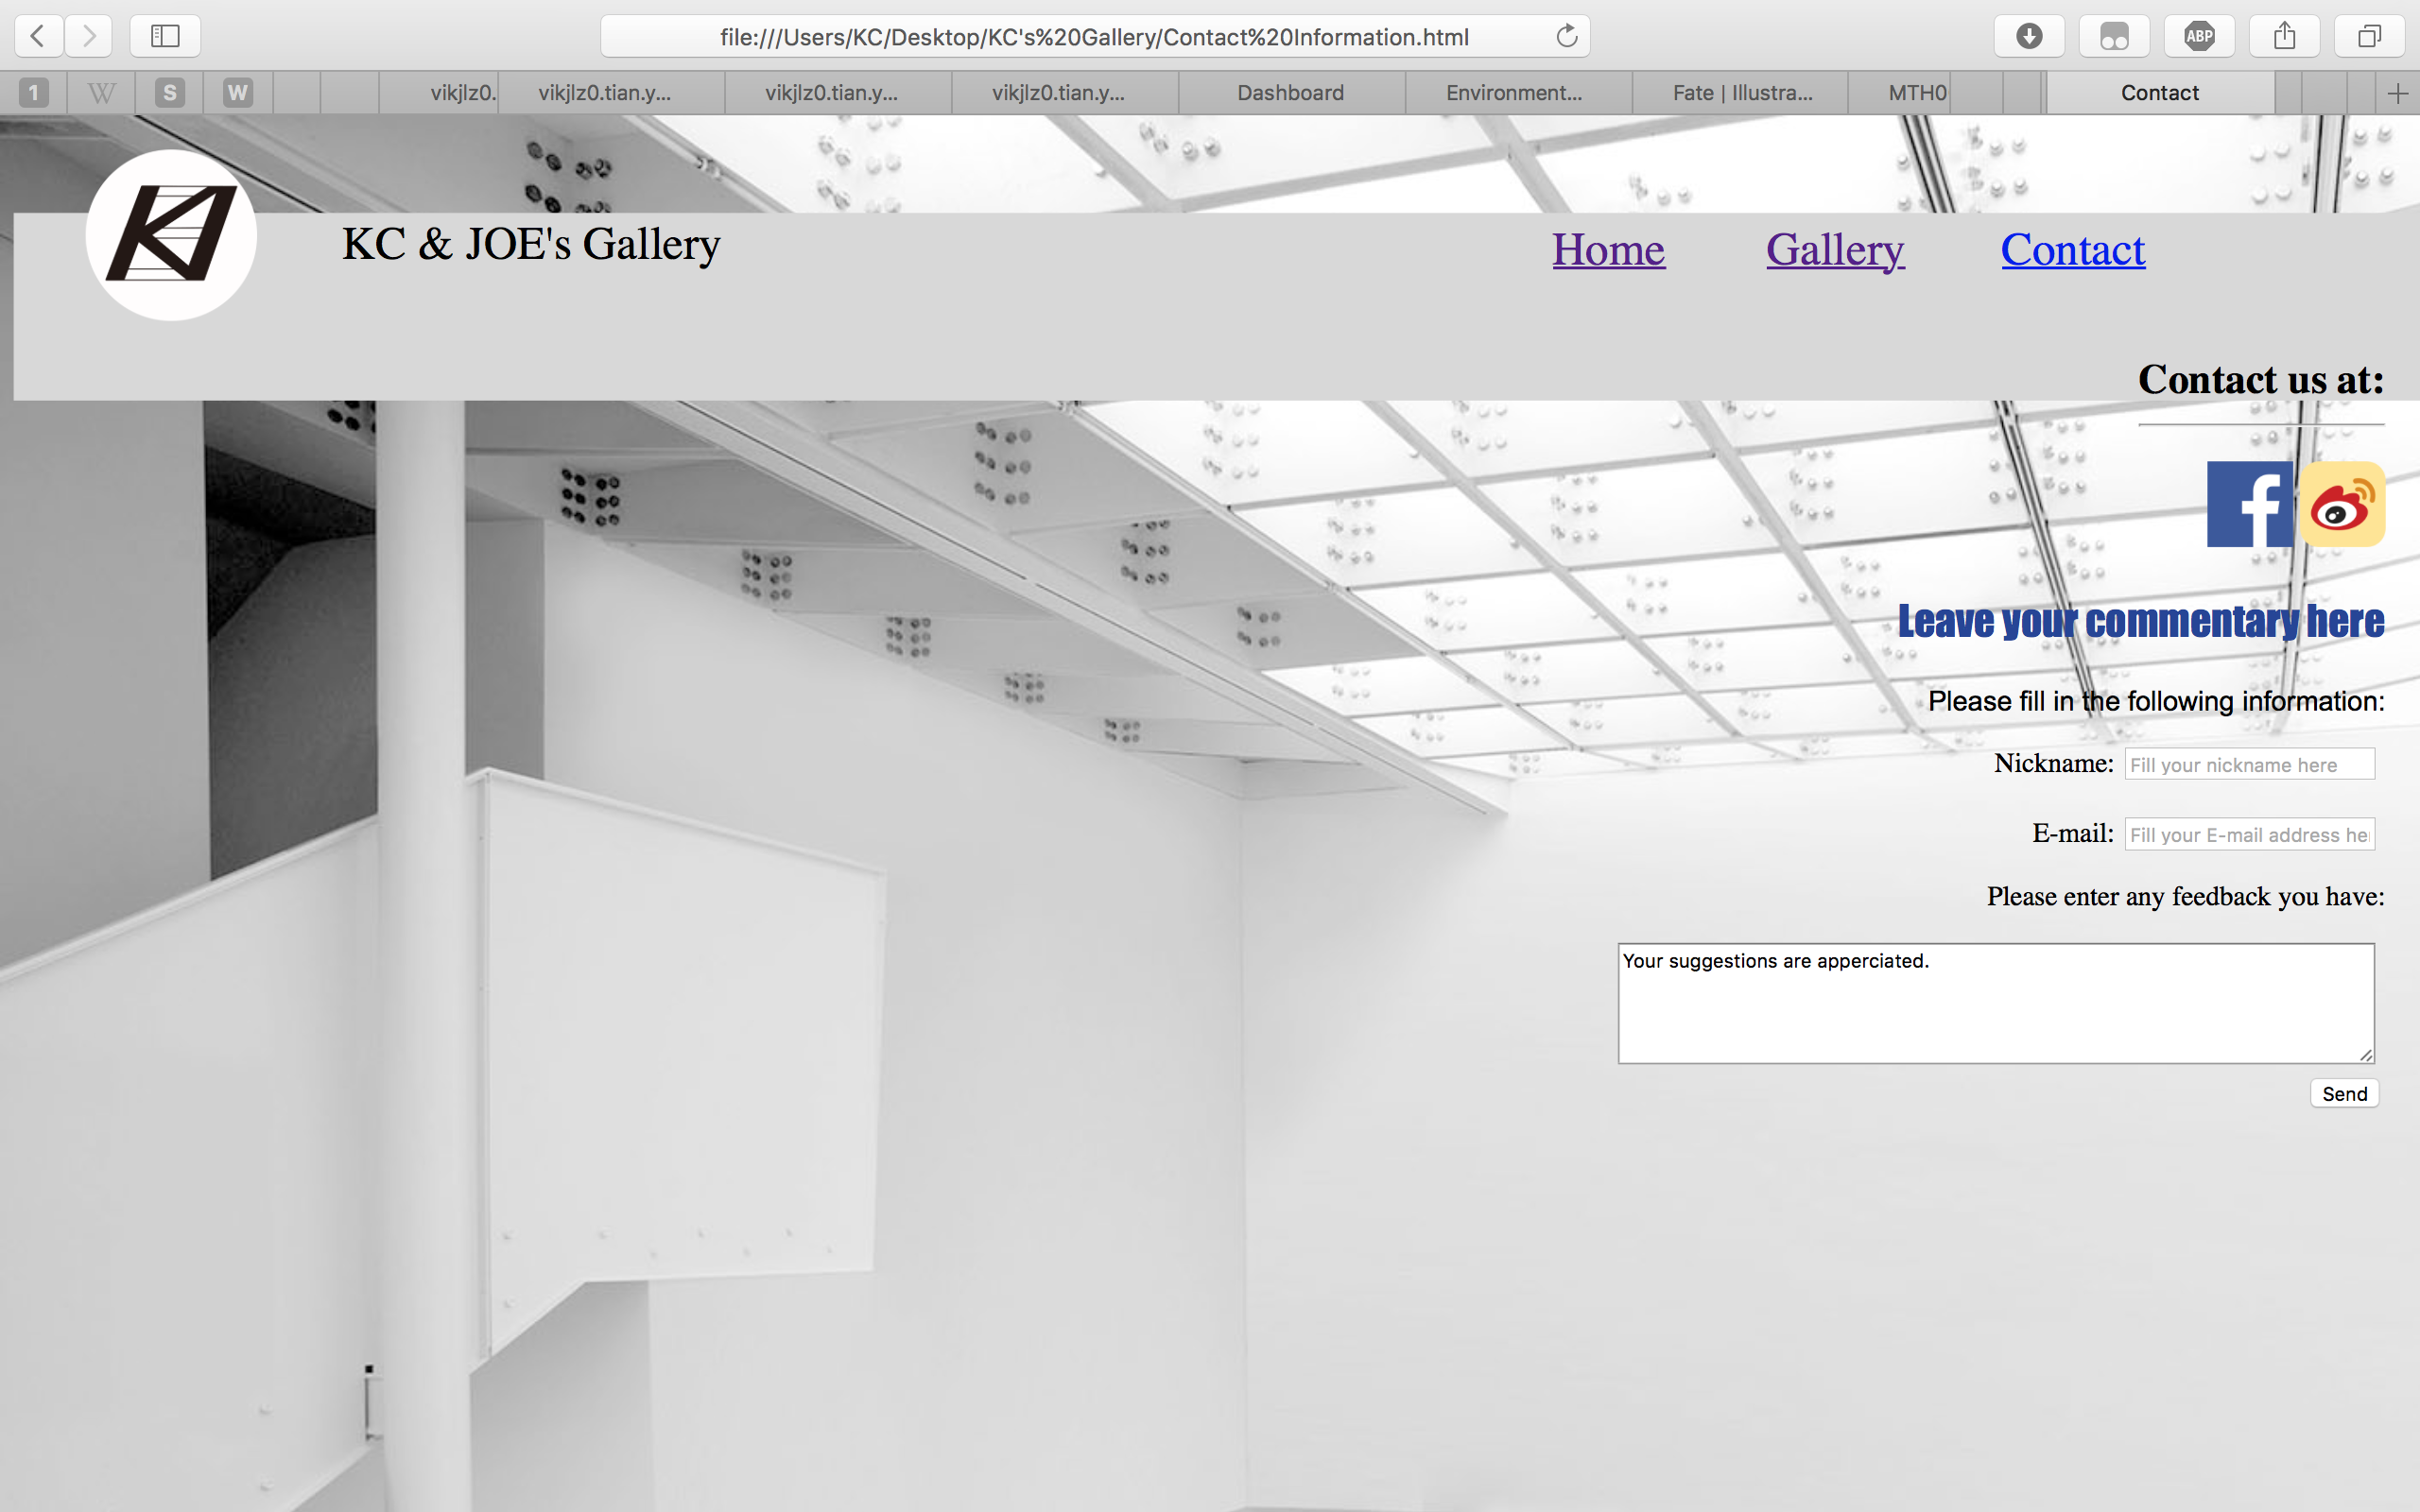 file:///Users/KC/Desktop/KC's%20Gallery/Contact%20Information.html
ABP
1 W S W vikjlz0. vikjlz0.tian.y... vikjlz0.tian.y... vikjlz0.tian.y... Dashboard Environment... Fate | Illustra... MTH0 Contact
KC & JOE's Gallery Home Gallery Contact
Contact us at:
Leave your commentary here
Please fill in the following information:
Nickname: Fill your nickname here
E-mail: Fill your E-mail address he
Please enter any feedback you have:
Your suggestions are apperciated.
Send